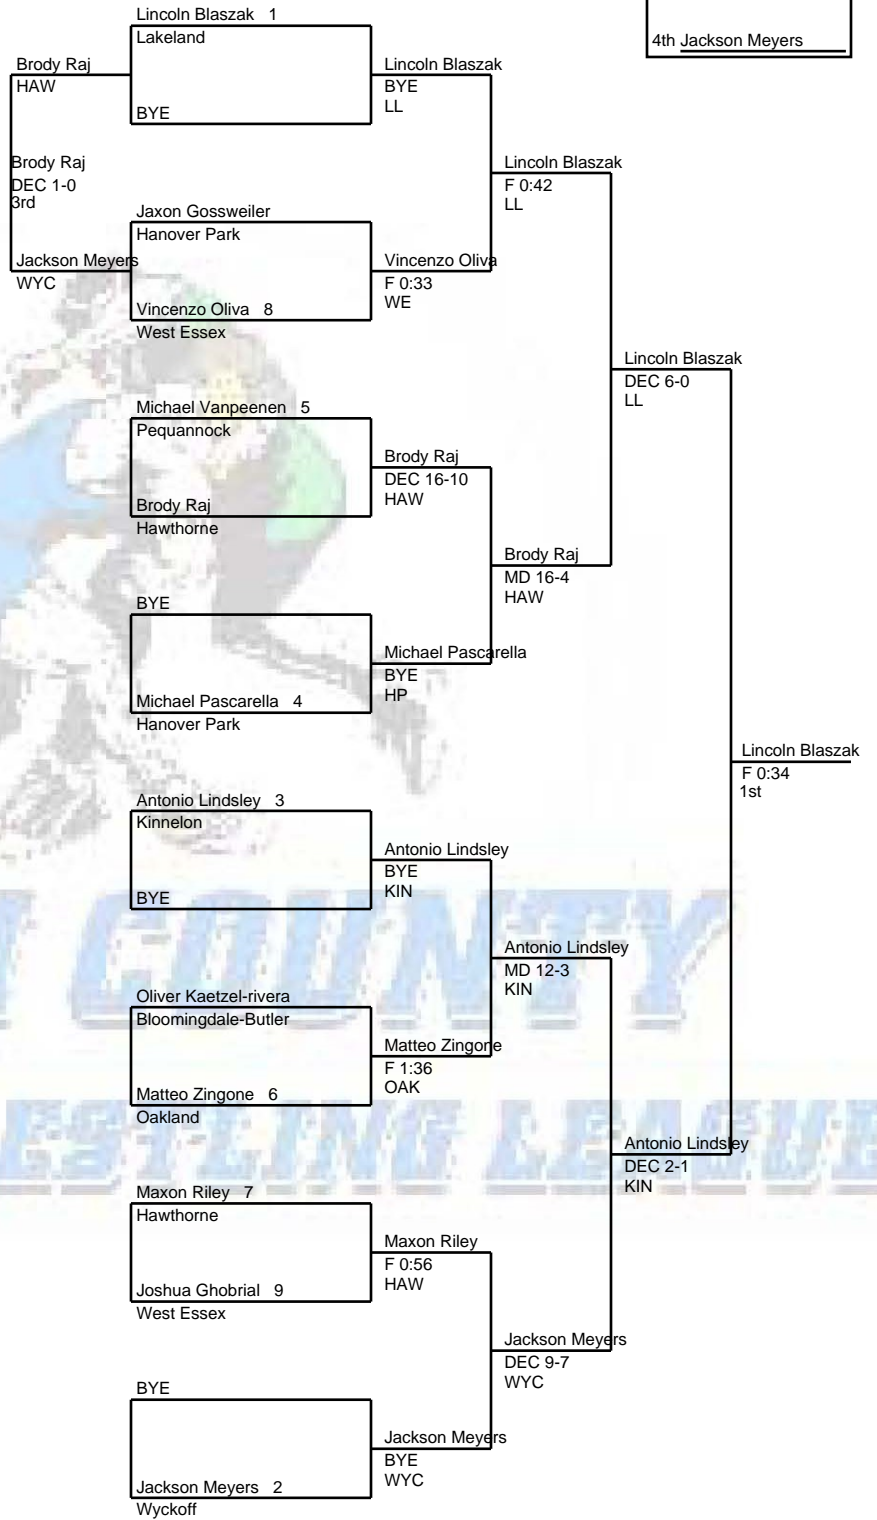 Lincoln Blaszak 1
Lakeland
4th Jackson Meyers
Brody Raj
HAW
Lincoln Blaszak
BYE
LL
BYE
Brody Raj
DEC 1-0
3rd
Lincoln Blaszak
F 0:42
LL
Jaxon Gossweiler
Hanover Park
Jackson Meyers
WYC
Vincenzo Oliva
F 0:33
WE
Vincenzo Oliva 8
West Essex
Lincoln Blaszak
DEC 6-0
LL
Michael Vanpeenen 5
Pequannock
Brody Raj
DEC 16-10
HAW
Brody Raj
Hawthorne
Brody Raj
MD 16-4
HAW
BYE
Michael Pascarella
BYE
HP
Michael Pascarella 4
Hanover Park
Lincoln Blaszak
F 0:34
1st
Antonio Lindsley 3
Kinnelon
Antonio Lindsley
BYE
KIN
BYE
COUNTY
Antonio Lindsley
MD 12-3
KIN
Oliver Kaetzel-rivera
Bloomingdale-Butler
Matteo Zingone
F 1:36
OAK
Matteo Zingone 6
Oakland
Antonio Lindsley
DEC 2-1
KIN
Maxon Riley 7
Hawthorne
Maxon Riley
F 0:56
HAW
Joshua Ghobrial 9
West Essex
Jackson Meyers
DEC 9-7
WYC
BYE
Jackson Meyers
BYE
WYC
Jackson Meyers 2
Wyckoff